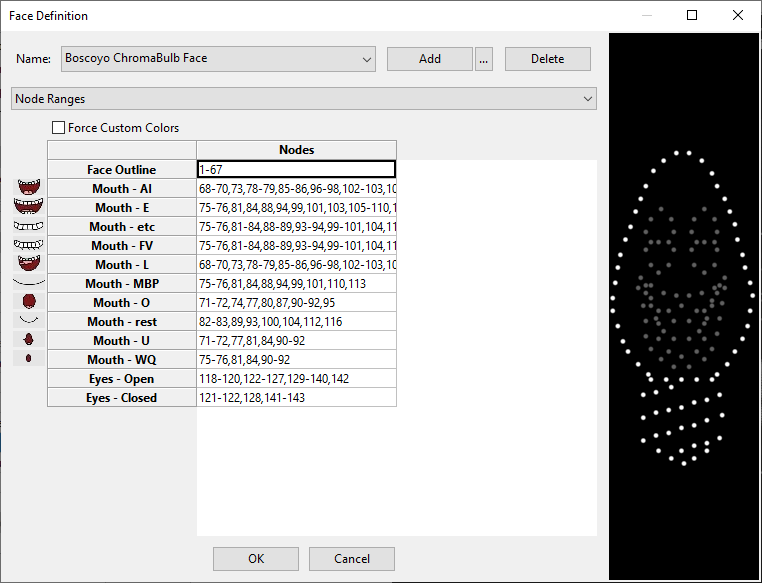 Face Definition
Name: Boscoyo ChromaBulb Face Add ... Delete
Node Ranges
Force Custom Colors
Nodes
Face Outline 1-67
Mouth - AI 68-70,73,78-79,85-86,96-98,102-103,10
Mouth - E 75-76,81,84,88,94,99,101,103,105-110,1
Mouth - etc 75-76,81-84,88-89,93-94,99-101,104,11
Mouth - FV 75-76,81-84,88-89,93-94,99-101,104,11
Mouth - L 68-70,73,78-79,85-86,96-98,102-103,10
Mouth - MBP 75-76,81,84,88,94,99,101,110,113
Mouth - O 71-72,74,77,80,87,90-92,95
Mouth - rest 82-83,89,93,100,104,112,116
Mouth - U 71-72,77,81,84,90-92
Mouth - WQ 75-76,81,84,90-92
Eyes - Open 118-120,122-127,129-140,142
Eyes - Closed 121-122,128,141-143
OK Cancel